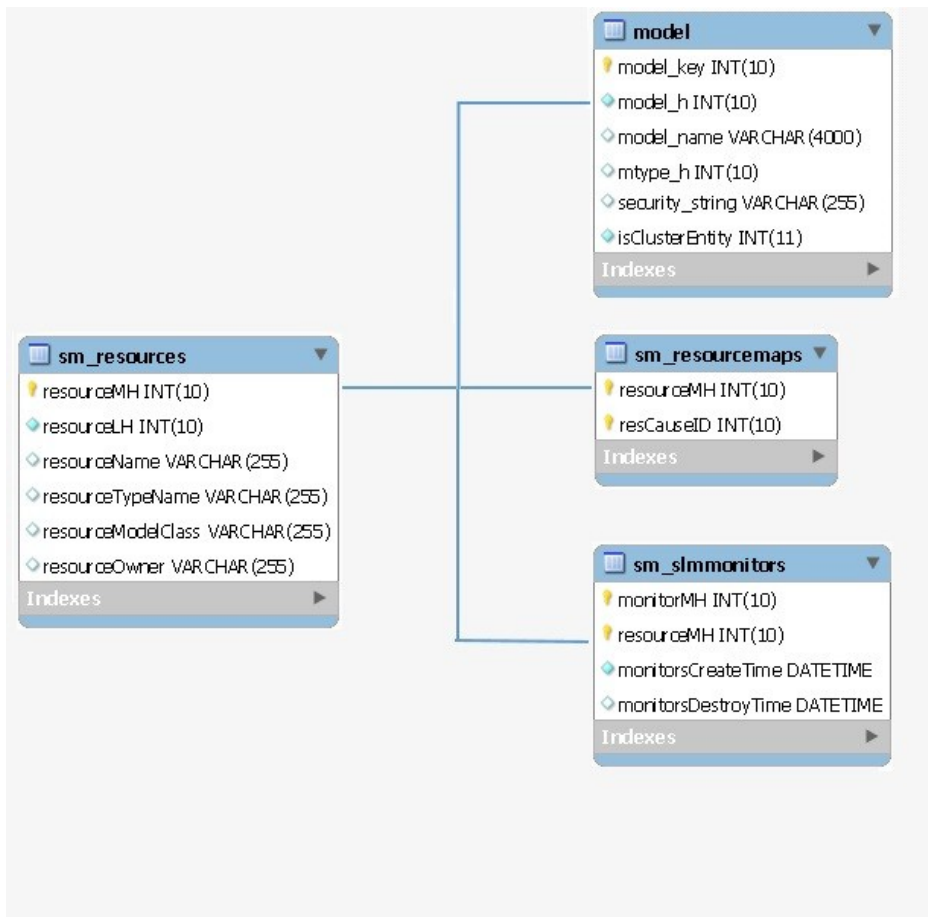 model
model_key INT(10)
model_h INT(10)
model_name VARCHAR(4000)
mtype_h INT(10)
security_string VARCHAR(255)
isClusterEntity INT(11)
Indexes
sm_resources
resourceMH INT(10)
resourceLH INT(10)
resourceName VARCHAR(255)
resourceTypeName VARCHAR(255)
resourceModelClass VARCHAR(255)
resourceOwner VARCHAR(255)
Indexes
sm_resourcemaps
resourceMH INT(10)
resCauseID INT(10)
Indexes
sm_slmmonitors
monitorMH INT(10)
resourceMH INT(10)
monitorsCreateTime DATETIME
monitorsDestroyTime DATETIME
Indexes